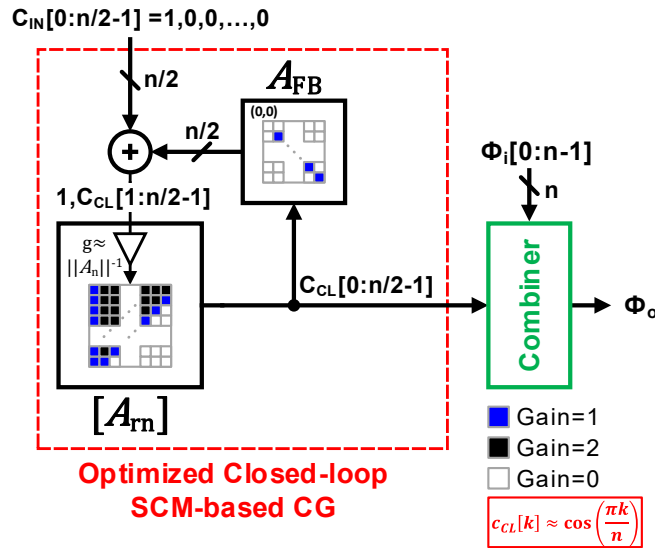 C_IN[0:n/2-1] =1,0,0,...,0
n/2
A_FB
(0,0)
n/2
+
Φ_i[0:n-1]
n
1,C_CL[1:n/2-1]
g≈
||A_n||⁻¹
C_CL[0:n/2-1]
Combiner
Φ_o
[A_rn]
Gain=1
Gain=2
Gain=0
Optimized Closed-loop
SCM-based CG
c_CL[k] ≈ cos(πk/n)